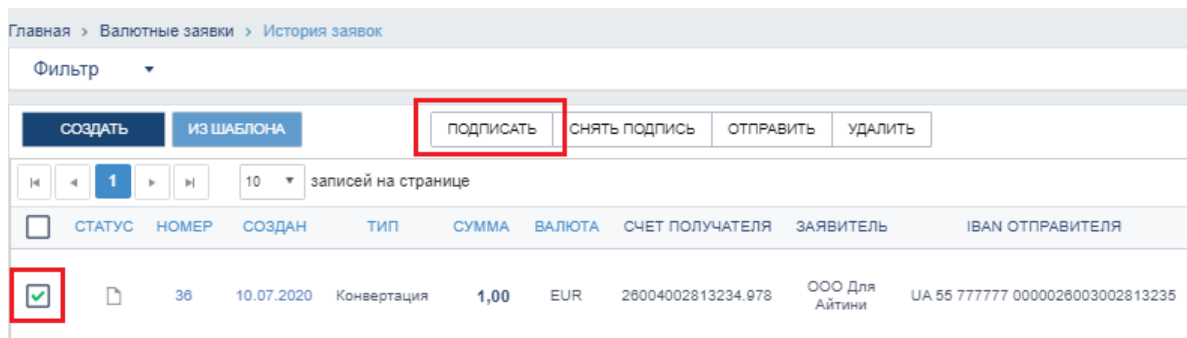 Главная > Валютные заявки > История заявок
Фильтр
СОЗДАТЬ ИЗ ШАБЛОНА ПОДПИСАТЬ СНЯТЬ ПОДПИСЬ ОТПРАВИТЬ УДАЛИТЬ
1 10 записей на странице
СТАТУС НОМЕР СОЗДАН ТИП СУММА ВАЛЮТА СЧЕТ ПОЛУЧАТЕЛЯ ЗАЯВИТЕЛЬ IBAN ОТПРАВИТЕЛЯ
36 10.07.2020 Конвертация 1,00 EUR 26004002813234.978 ООО Для Айтини UA 55 777777 0000026003002813235